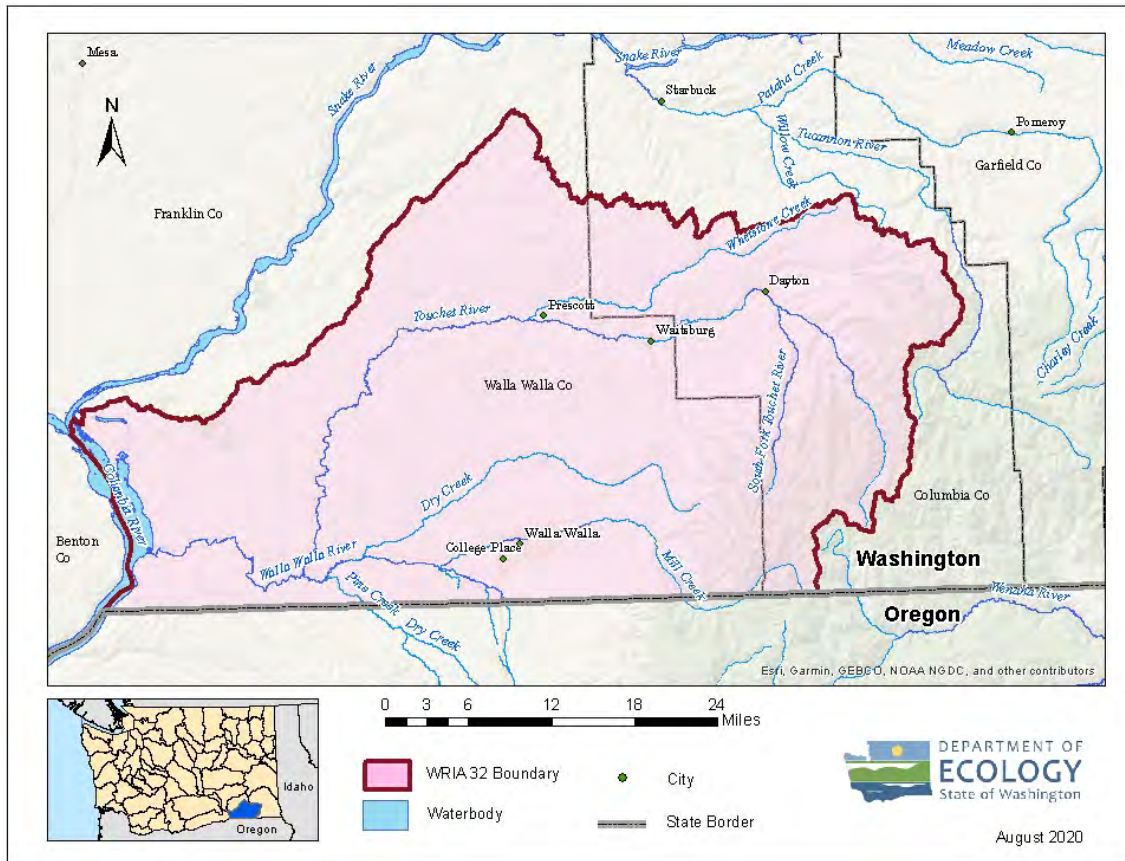 Mesa
N
Snake River
Snake River
Starbuck
Pataha Creek
Meadow Creek
Pomeroy
Willow Creek
Tucannon River
Garfield Co
Franklin Co
Whetstone Creek
Dayton
Prescott
Touchet River
Waitsburg
Charley Creek
Walla Walla Co
South Fork Touchet River
Columbia River
Dry Creek
Columbia Co
Benton
Co
Walla Walla
College Place
Walla Walla River
Mill Creek
Washington
Pine Creek
Dry Creek
Oregon
Wenaha River
Esri, Garmin, GEBCO, NOAA NGDC, and other contributors
0 3 6 12 18 24
Miles
WRIA 32 Boundary
City
Waterbody
State Border
Idaho
Oregon
DEPARTMENT OF
ECOLOGY
State of Washington
August 2020